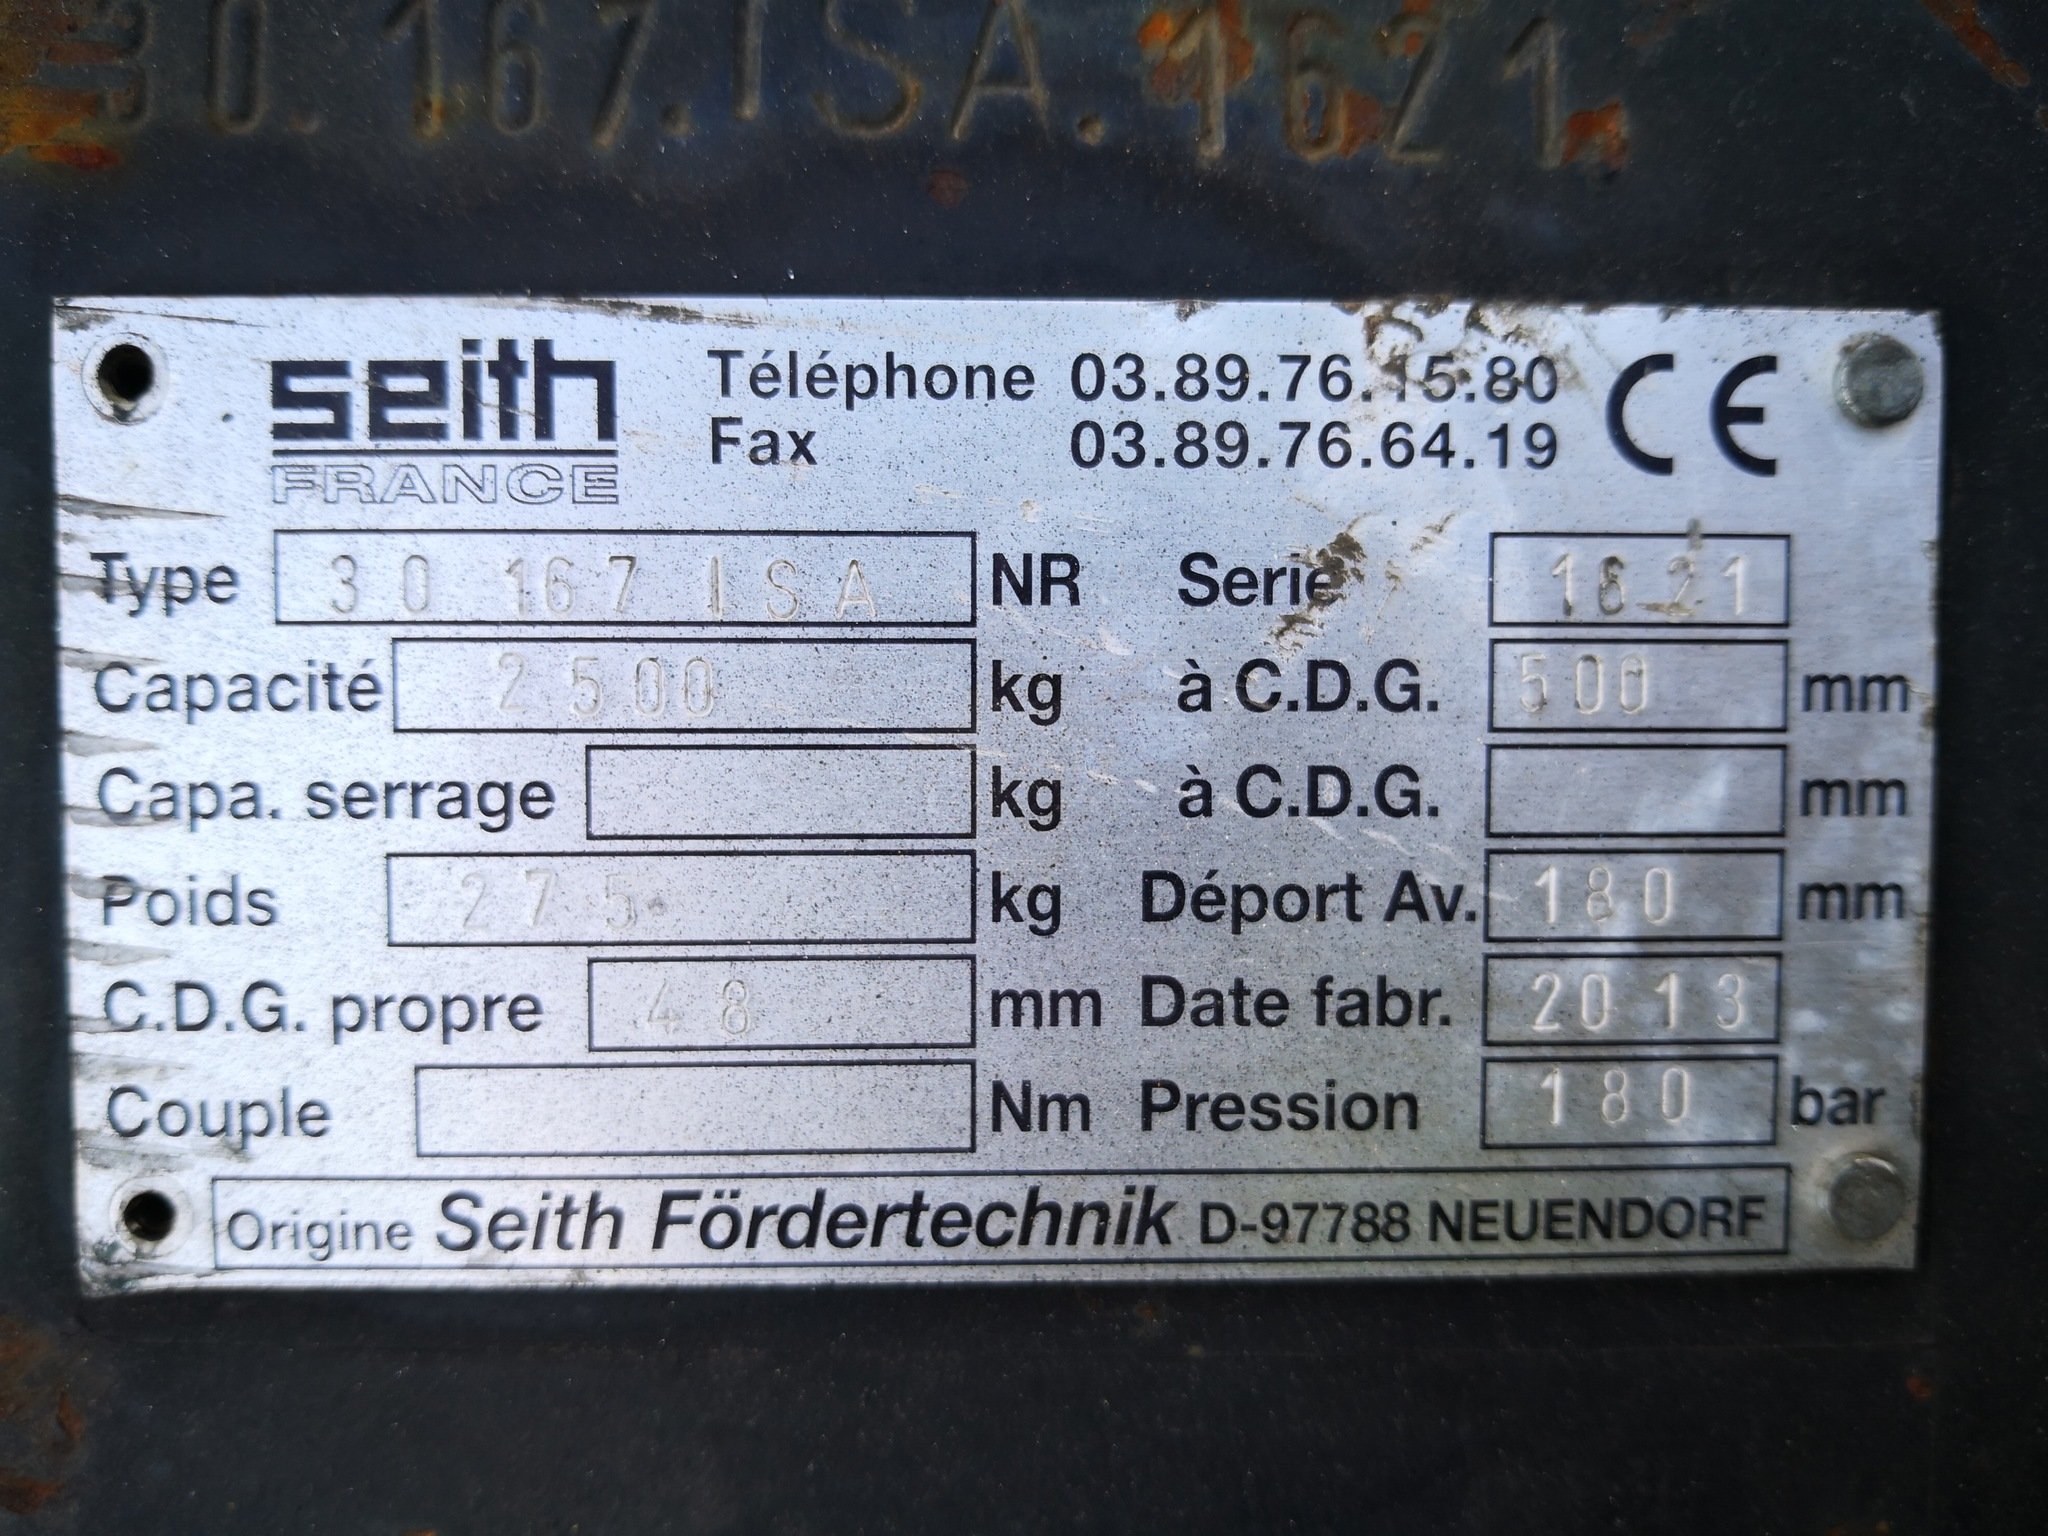 30.167.ISA.1621
seith Téléphone 03.89.76.15.80 CE
FRANCE Fax 03.89.76.64.19
Type 30 167 ISA NR Serie 1621
Capacité 2500 kg à C.D.G. 500 mm
Capa. serrage kg à C.D.G. mm
Poids 275 kg Déport Av. 180 mm
C.D.G. propre 48 mm Date fabr. 2013
Couple Nm Pression 180 bar
Origine Seith Fördertechnik D-97788 NEUENDORF